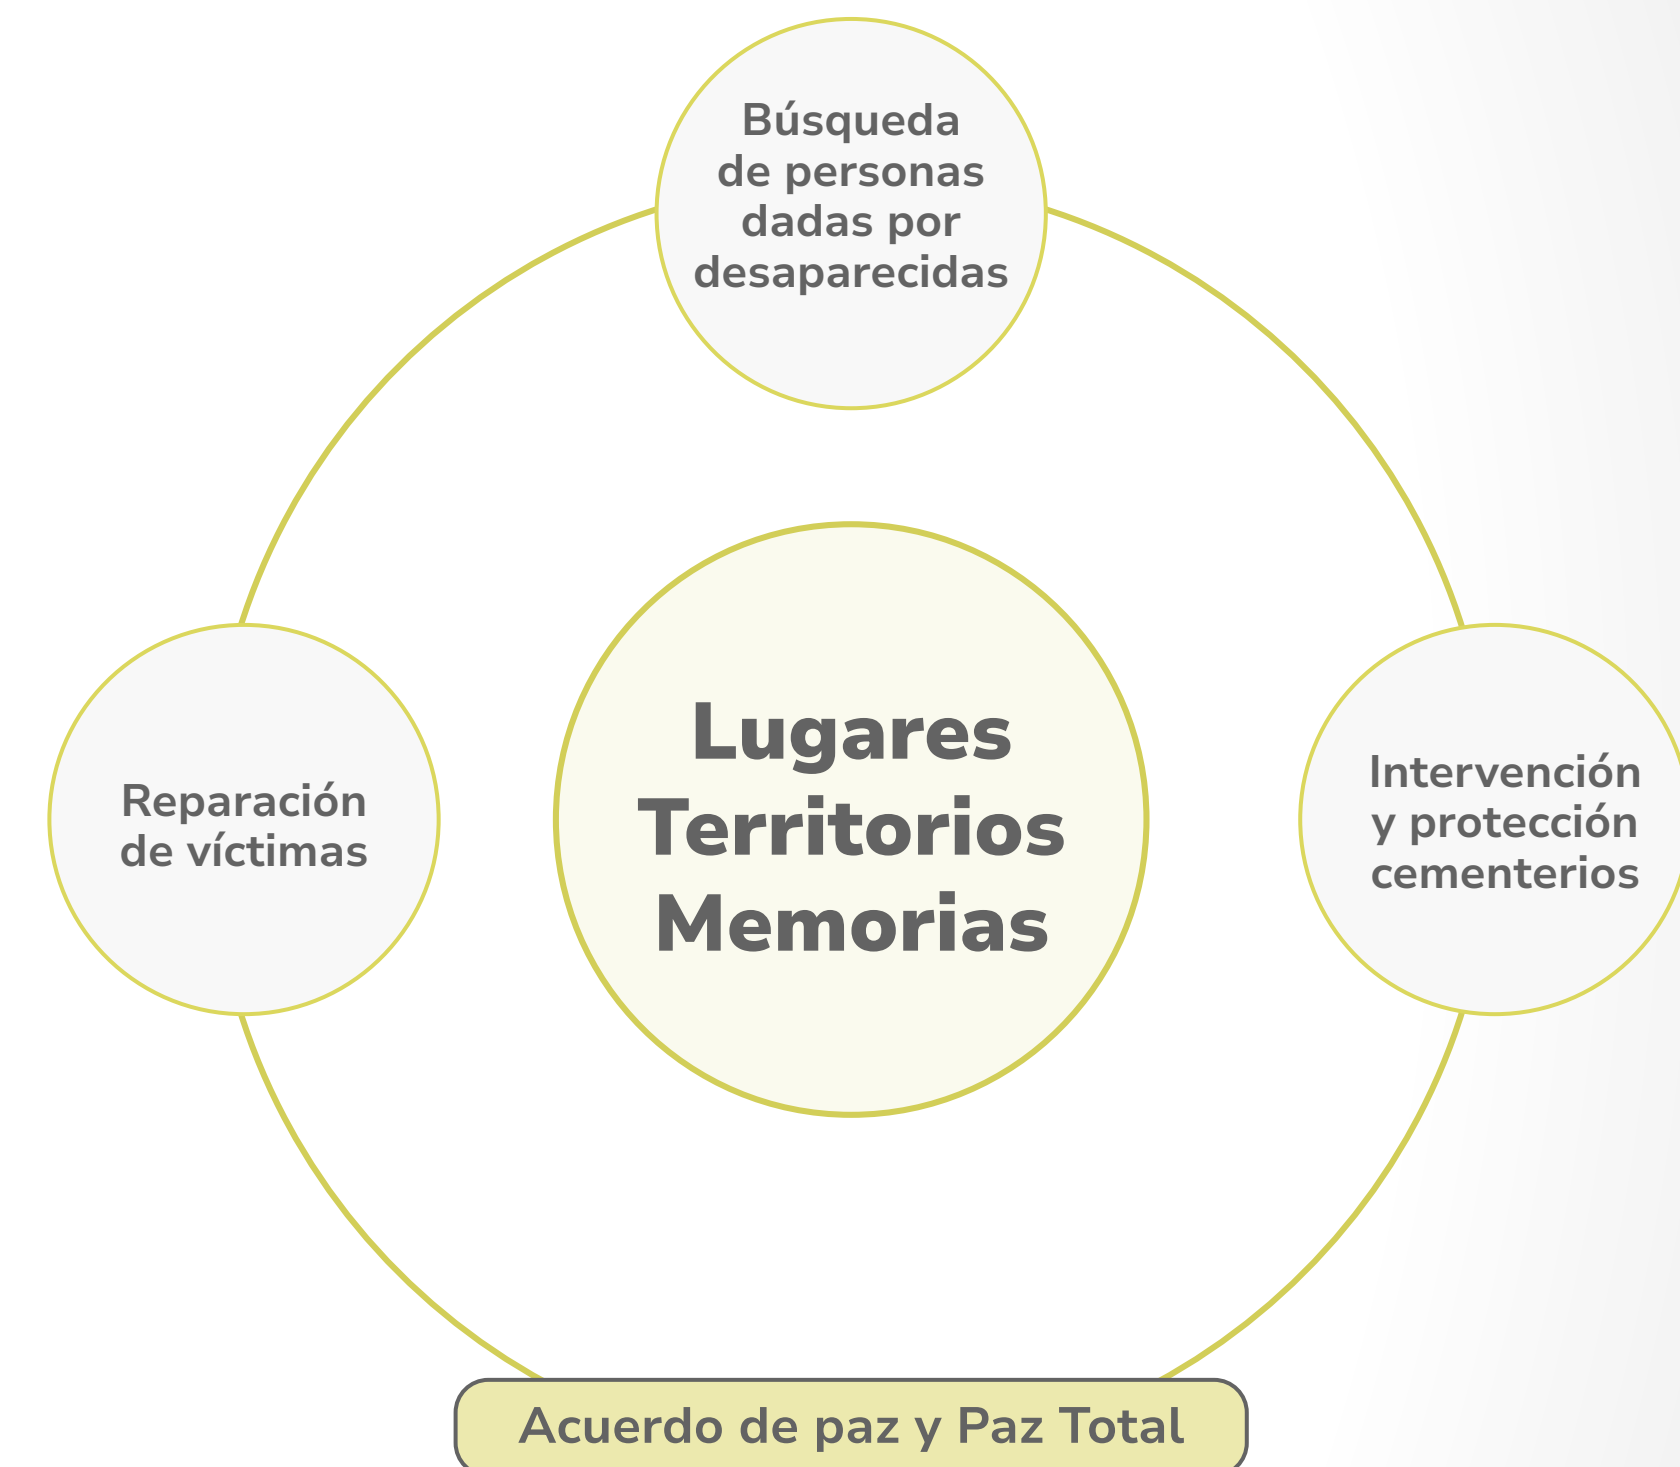 Búsqueda
de personas
dadas por
desaparecidas
Reparación
de víctimas
Lugares
Territorios
Memorias
Intervención
y protección
cementerios
Acuerdo de paz y Paz Total